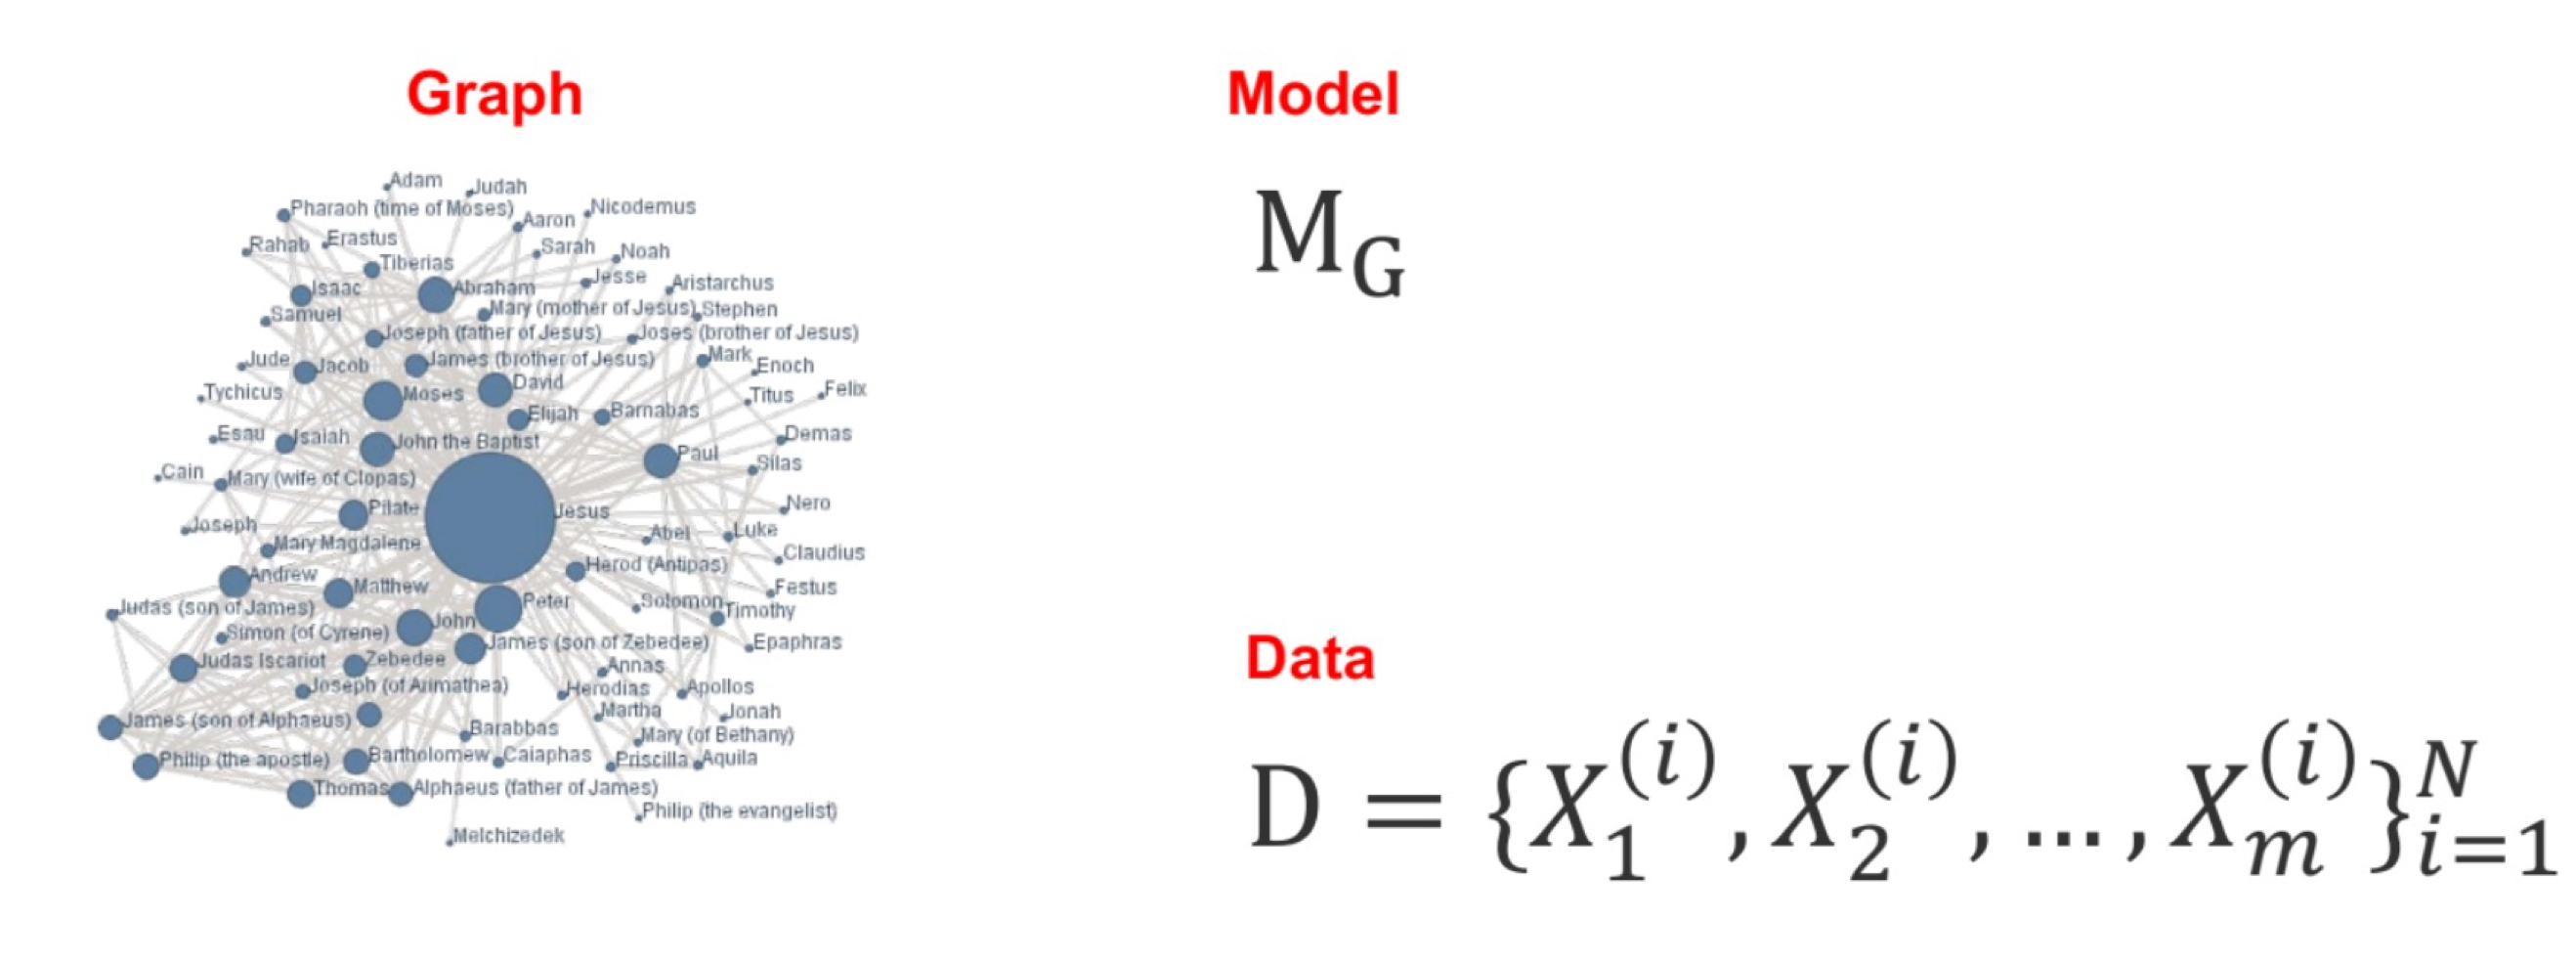 Graph
Model
Adam
Judah
Pharaoh (time of Moses)
Nicodemus
Aaron
Rahab
Erastus
Sarah
Noah
Tiberias
Jesse
Aristarchus
Isaac
Abraham
Mary (mother of Jesus)
Stephen
Samuel
Joseph (father of Jesus)
Joses (brother of Jesus)
Jude
Jacob
James (brother of Jesus)
Mark
Enoch
Tychicus
Moses
David
Titus
Felix
Elijah
Barnabas
Esau
Isaiah
John the Baptist
Demas
Paul
Silas
Cain
Mary (wife of Clopas)
Pilate
Jesus
Nero
Joseph
Abel
Luke
Mary Magdalene
Claudius
Herod (Antipas)
Andrew
Matthew
Festus
Judas (son of James)
Peter
Solomon
Timothy
Simon (of Cyrene)
John
James (son of Zebedee)
Epaphras
Judas Iscariot
Zebedee
Annas
Joseph (of Arimathea)
Herodias
Apollos
James (son of Alphaeus)
Martha
Jonah
Barabbas
Mary (of Bethany)
Philip (the apostle)
Bartholomew
Caiaphas
Priscilla
Aquila
Thomas
Alphaeus (father of James)
Philip (the evangelist)
Melchizedek
M_G
Data
D = {X_1^{(i)}, X_2^{(i)}, ..., X_m^{(i)}}_{i=1}^N